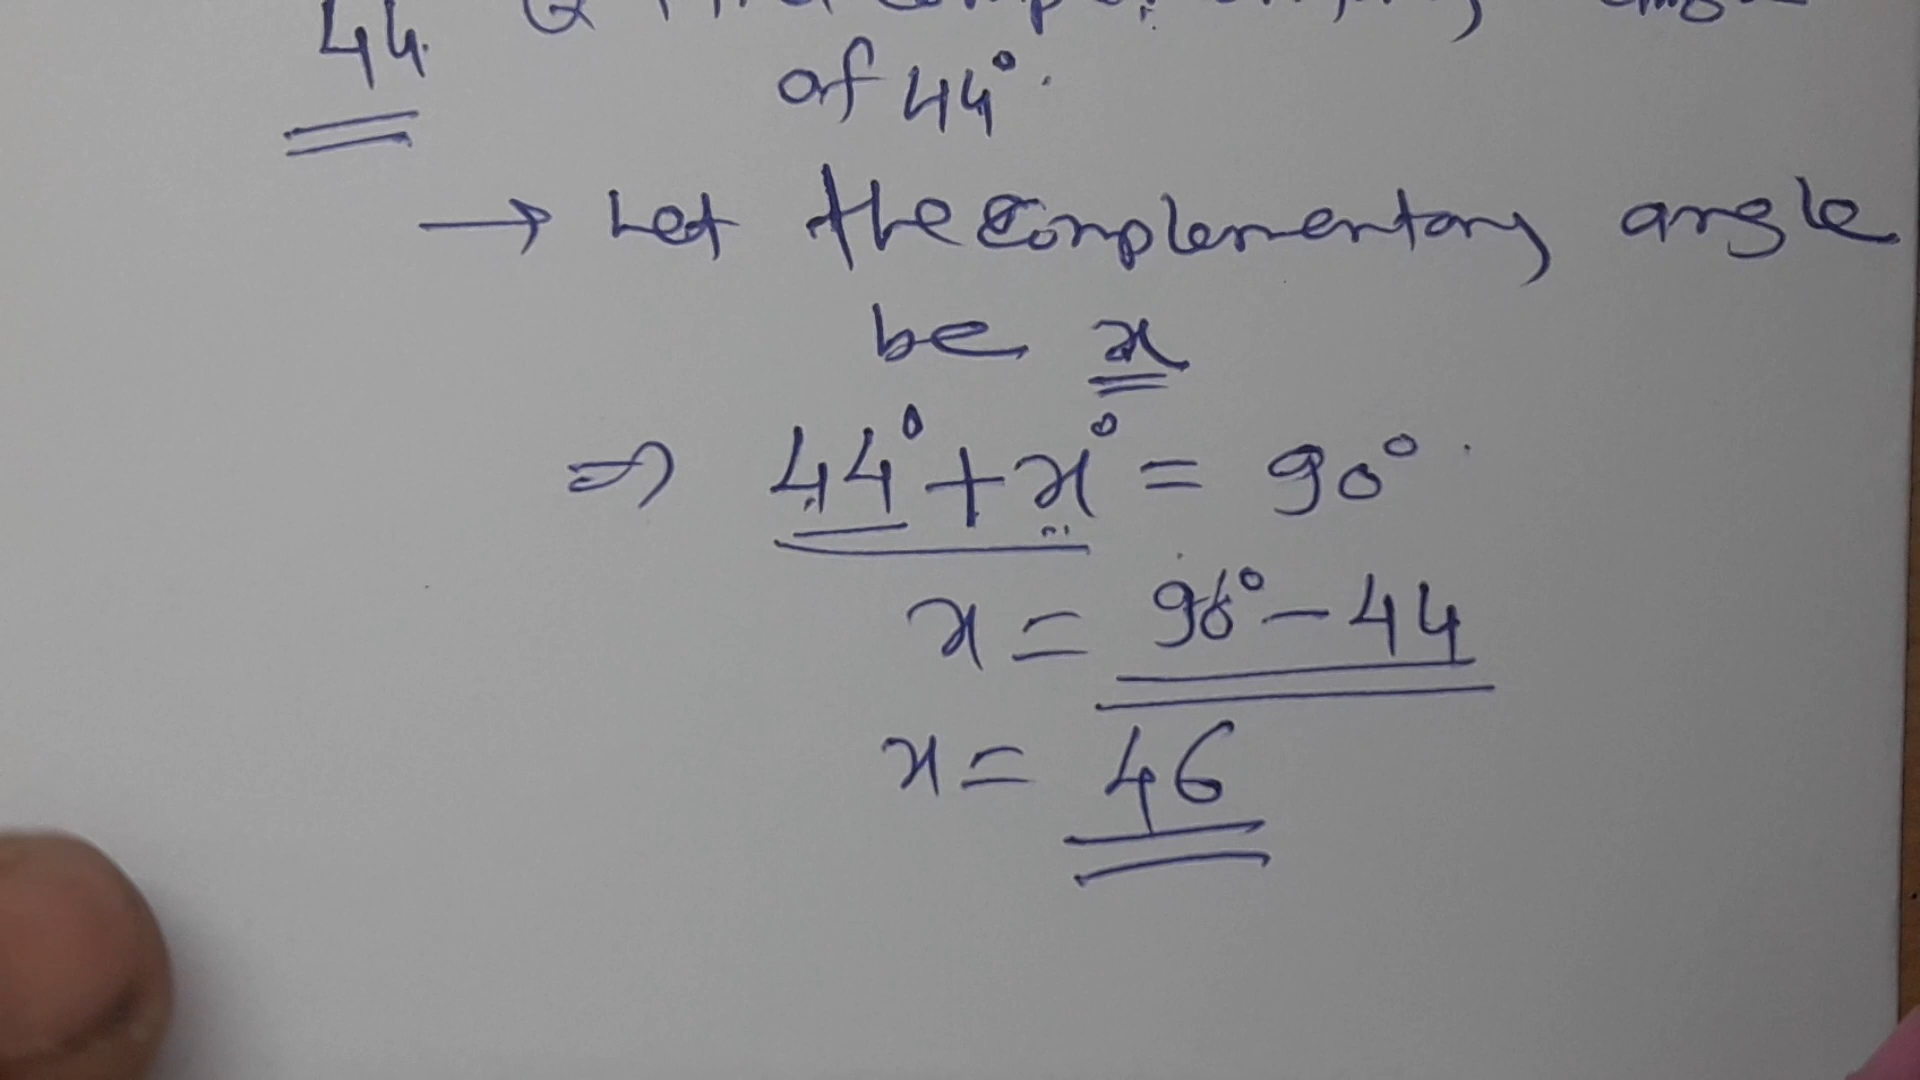 44.
of 44°.
→ Let the complementary angle
be x
⇒ 44° + x° = 90°
x = 90° – 44
x = 46